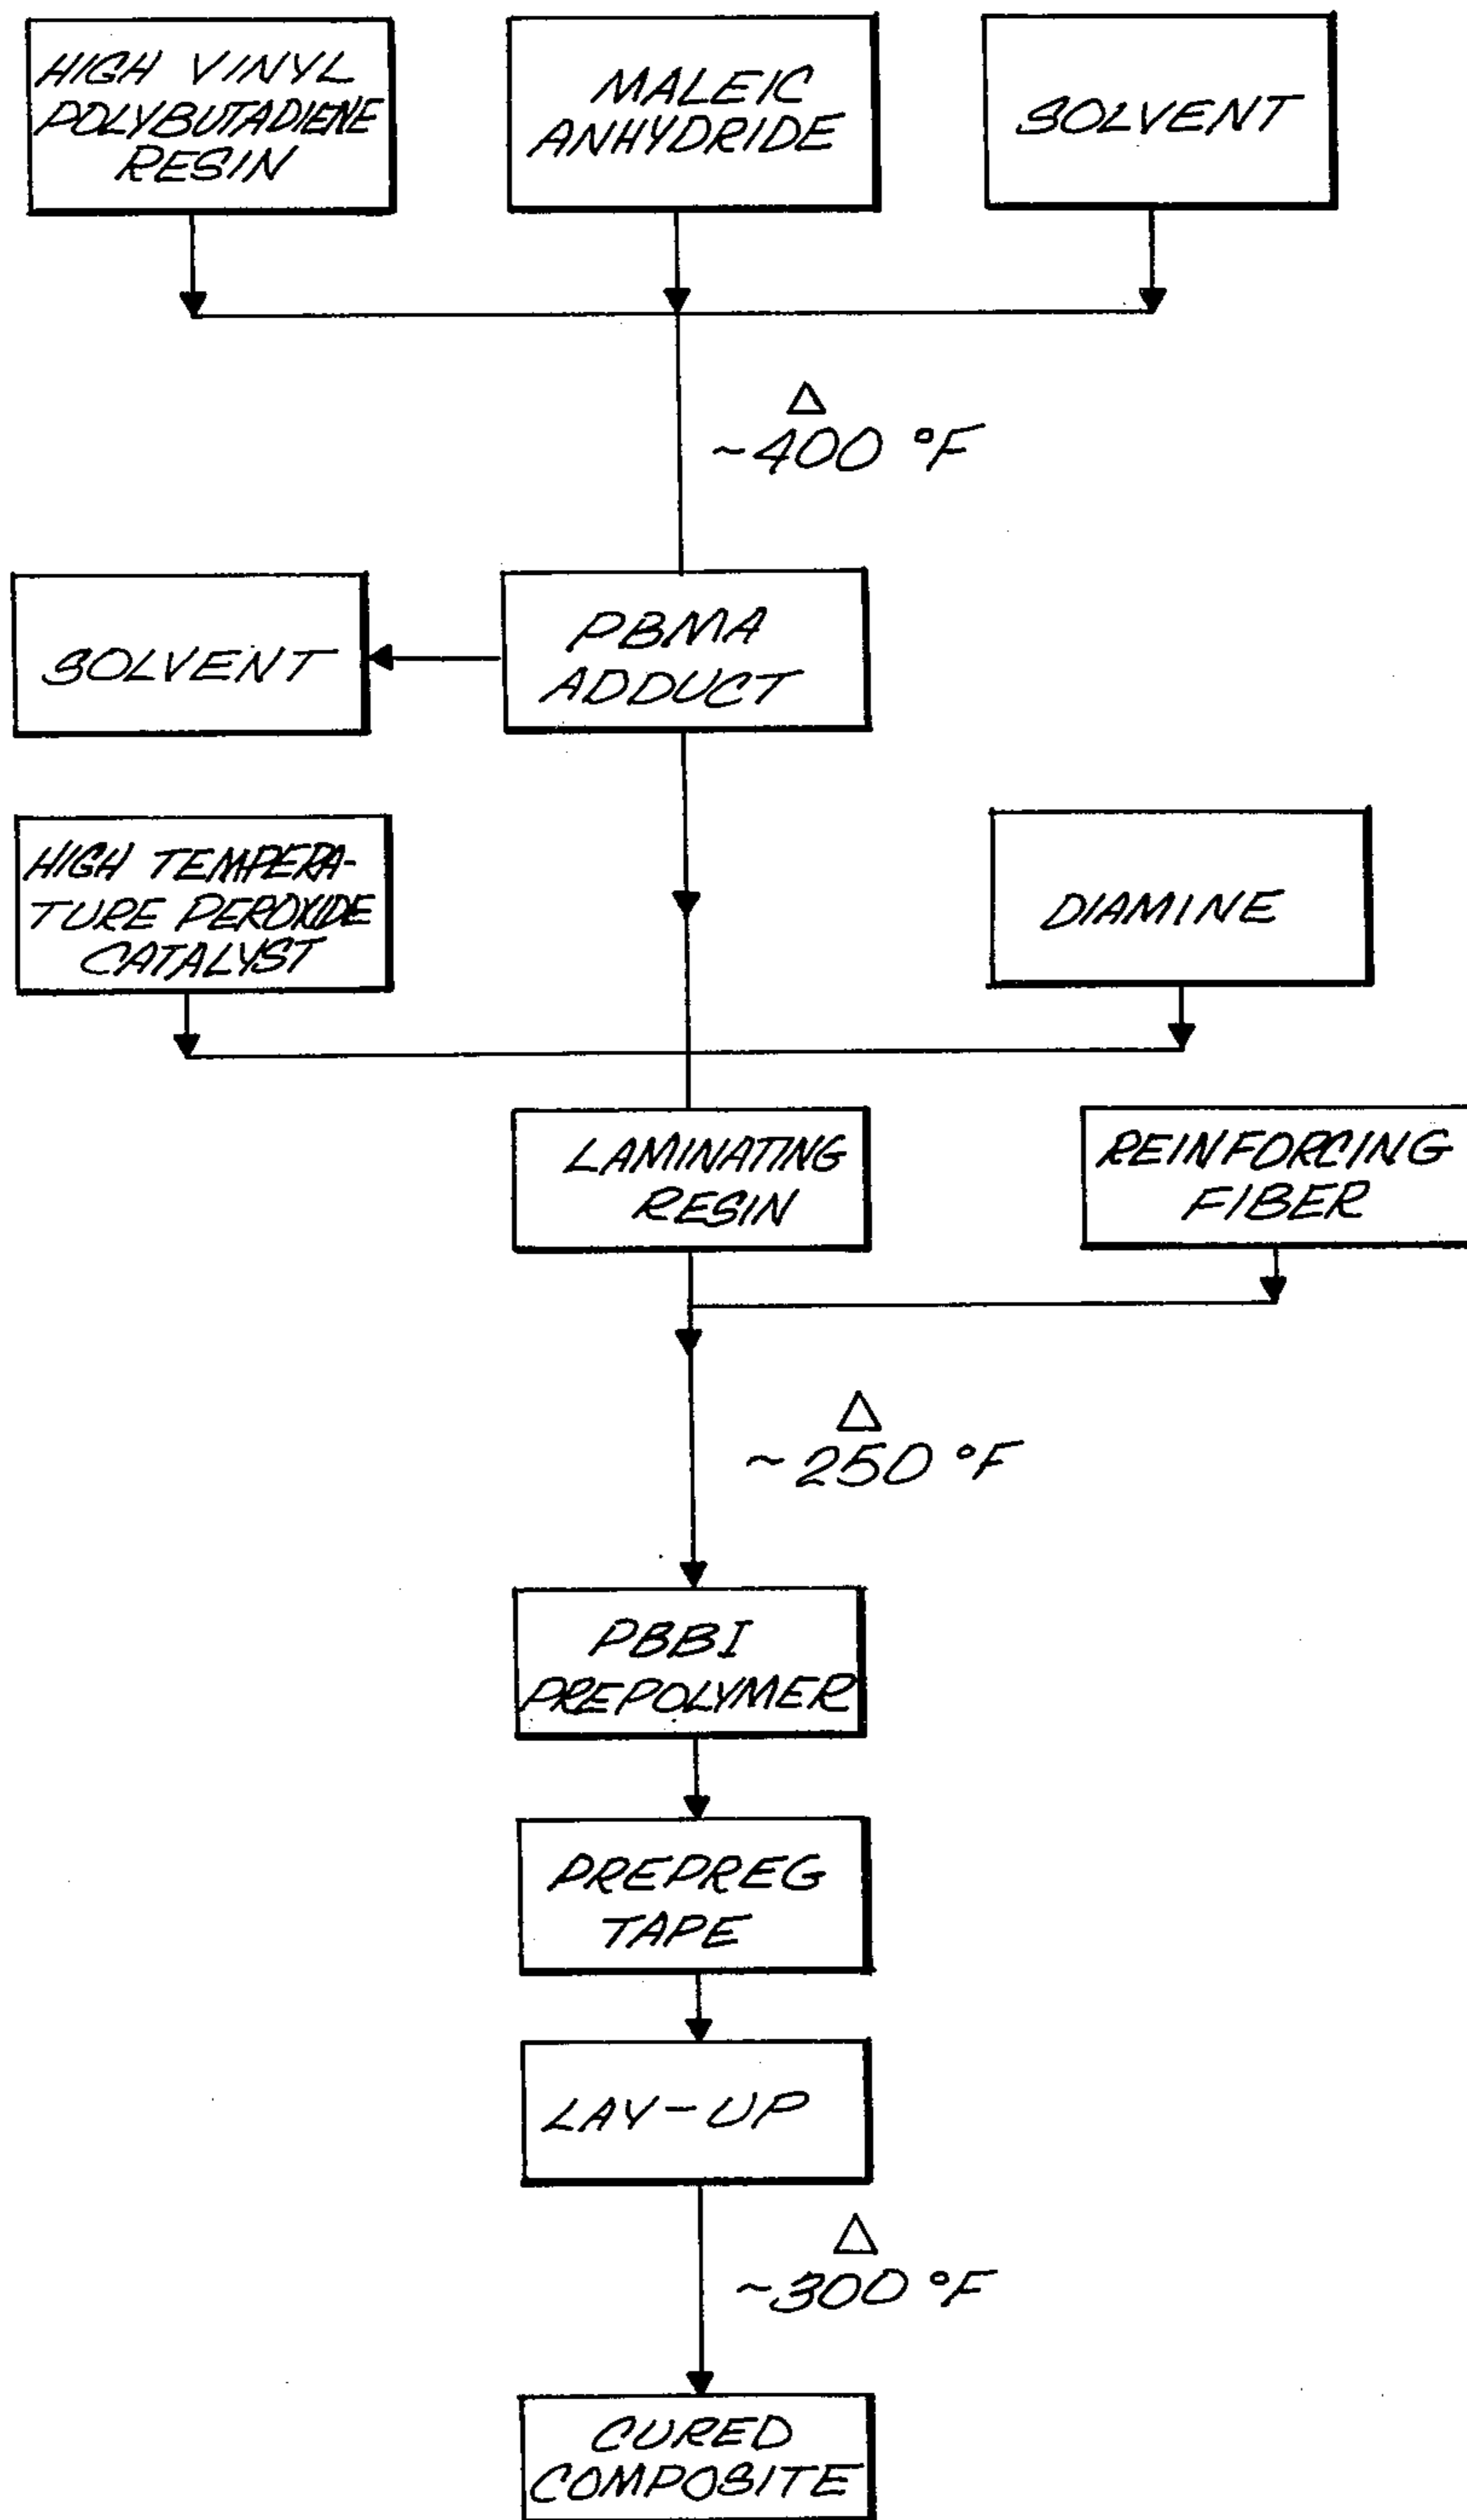 HIGH VINYL
POLYBUTADIENE
RESIN
MALEIC
ANHYDRIDE
SOLVENT
Δ
~400 °F
SOLVENT
PBMA
ADDUCT
HIGH TEMPERA-
TURE PEROXIDE
CATALYST
DIAMINE
LAMINATING
RESIN
REINFORCING
FIBER
Δ
~250 °F
PBBI
PREPOLYMER
PREPREG
TAPE
LAY-UP
Δ
~300 °F
CURED
COMPOSITE